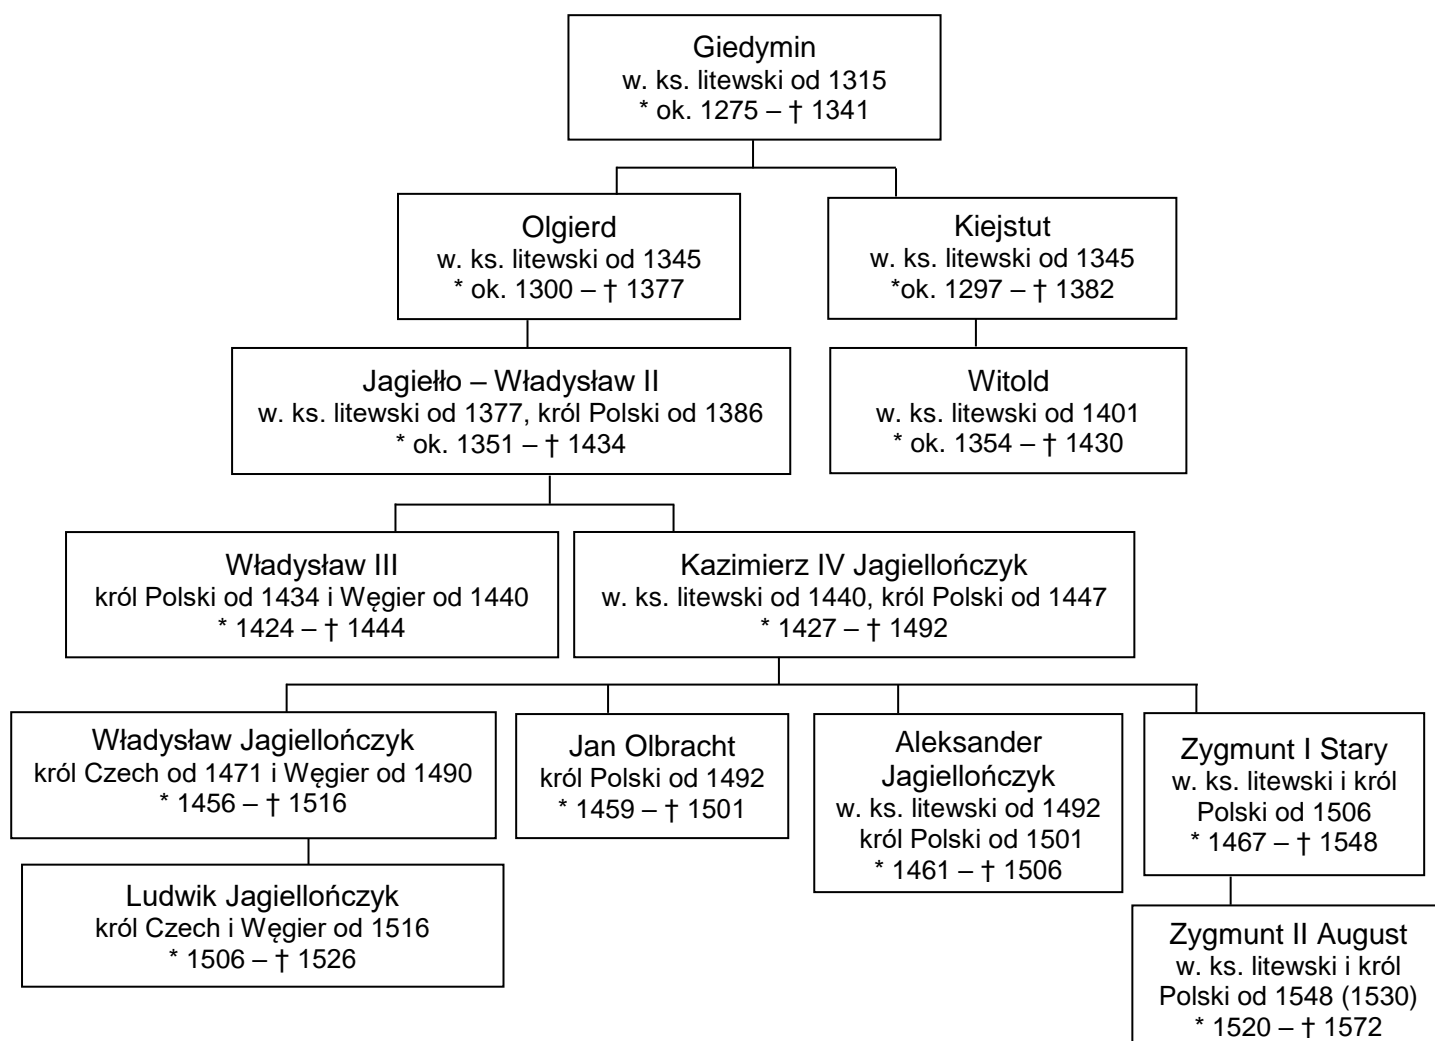 Giedymin
w. ks. litewski od 1315
* ok. 1275 – † 1341
Olgierd
w. ks. litewski od 1345
* ok. 1300 – † 1377
Kiejstut
w. ks. litewski od 1345
*ok. 1297 – † 1382
Jagiełło – Władysław II
w. ks. litewski od 1377, król Polski od 1386
* ok. 1351 – † 1434
Witold
w. ks. litewski od 1401
* ok. 1354 – † 1430
Władysław III
król Polski od 1434 i Węgier od 1440
* 1424 – † 1444
Kazimierz IV Jagiellończyk
w. ks. litewski od 1440, król Polski od 1447
* 1427 – † 1492
Władysław Jagiellończyk
król Czech od 1471 i Węgier od 1490
* 1456 – † 1516
Jan Olbracht
król Polski od 1492
* 1459 – † 1501
Aleksander
Jagiellończyk
w. ks. litewski od 1492
król Polski od 1501
* 1461 – † 1506
Zygmunt I Stary
w. ks. litewski i król
Polski od 1506
* 1467 – † 1548
Ludwik Jagiellończyk
król Czech i Węgier od 1516
* 1506 – † 1526
Zygmunt II August
w. ks. litewski i król
Polski od 1548 (1530)
* 1520 – † 1572